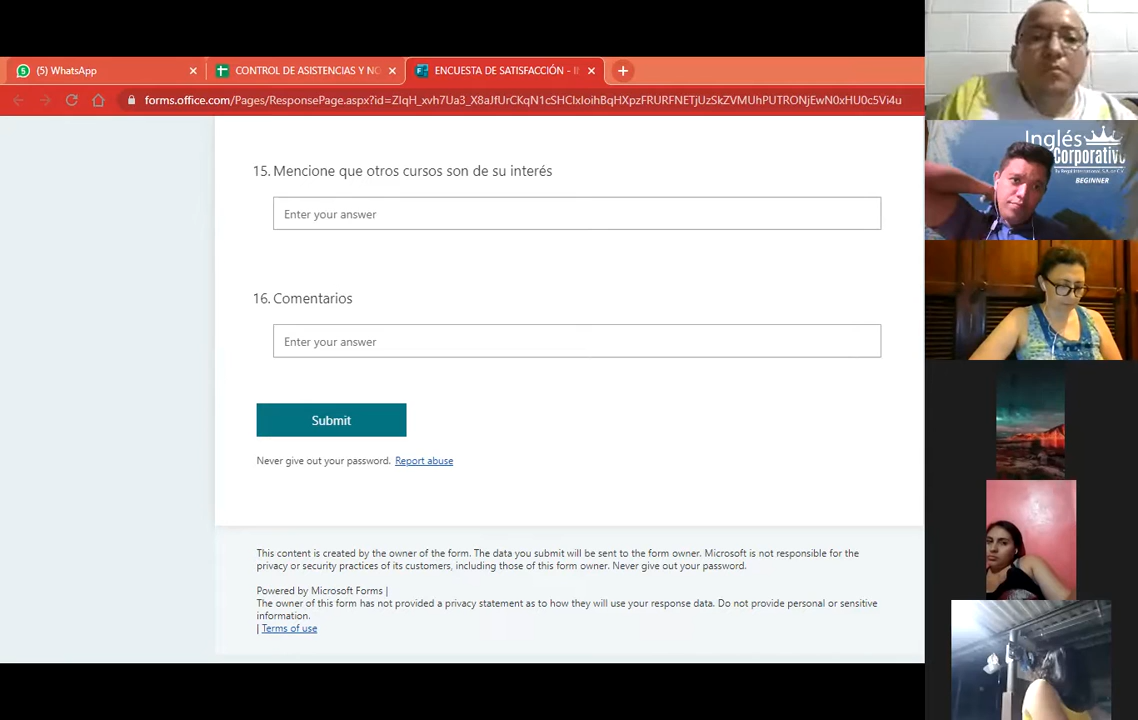 (5) WhatsApp
CONTROL DE ASISTENCIAS Y NO
ENCUESTA DE SATISFACCIÓN - I
forms.office.com/Pages/ResponsePage.aspx?id=ZIqH_xvh7Ua3_X8aJfUrCKqN1cSHClxIoihBqHXpzFRURFNETjUzSkZVMUhPUTRONjEwN0xHU0c5Vi4u
15. Mencione que otros cursos son de su interés
Enter your answer
16. Comentarios
Enter your answer
Submit
Never give out your password. Report abuse
This content is created by the owner of the form. The data you submit will be sent to the form owner. Microsoft is not responsible for the
privacy or security practices of its customers, including those of this form owner. Never give out your password.
Powered by Microsoft Forms |
The owner of this form has not provided a privacy statement as to how they will use your response data. Do not provide personal or sensitive
information.
| Terms of use
Inglés
Corporativo
BEGINNER